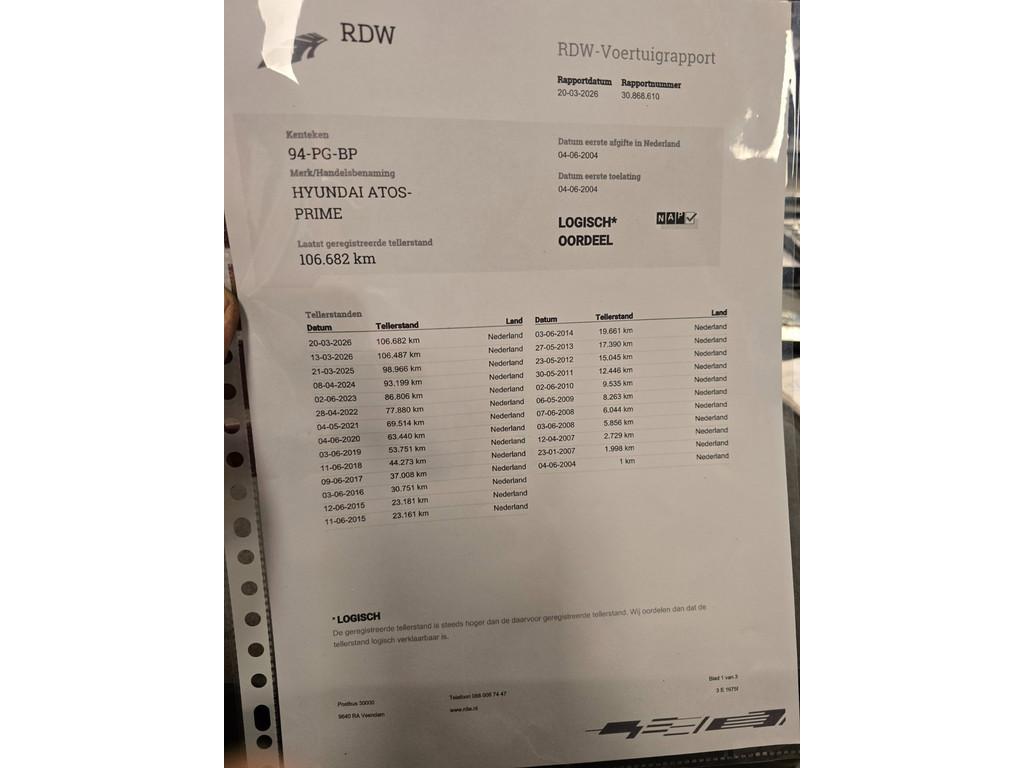 RDW
RDW-Voertuigrapport
Rapportdatum Rapportnummer
20-03-2026 30.868.610
Kenteken
94-PG-BP
Merk/Handelsbenaming
HYUNDAI ATOS-
PRIME
Laatst geregistreerde tellerstand
106.682 km
Datum eerste afgifte in Nederland
04-06-2004
Datum eerste toelating
04-06-2004
LOGISCH*
OORDEEL
NAP
Tellerstanden
Datum Tellerstand Land
20-03-2026 106.682 km Nederland
13-03-2026 106.487 km Nederland
21-03-2025 98.966 km Nederland
08-04-2024 93.199 km Nederland
02-06-2023 86.806 km Nederland
28-04-2022 77.880 km Nederland
04-05-2021 69.514 km Nederland
04-06-2020 63.440 km Nederland
03-06-2019 53.751 km Nederland
11-06-2018 44.273 km Nederland
09-06-2017 37.008 km Nederland
03-06-2016 30.751 km Nederland
12-06-2015 23.181 km Nederland
11-06-2015 23.161 km Nederland
Datum Tellerstand Land
03-06-2014 19.661 km Nederland
27-05-2013 17.390 km Nederland
23-05-2012 15.045 km Nederland
30-05-2011 12.446 km Nederland
02-06-2010 9.535 km Nederland
06-05-2009 8.263 km Nederland
07-06-2008 6.044 km Nederland
03-06-2008 5.856 km Nederland
12-04-2007 2.729 km Nederland
23-01-2007 1.998 km Nederland
04-06-2004 1 km Nederland
* LOGISCH
De geregistreerde tellerstand is steeds hoger dan de daarvoor geregistreerde tellerstand. Wij oordelen dan dat de
tellerstand logisch verklaarbaar is.
Postbus 30000
9640 RA Veendam
Telefoon 088 008 74 47
www.rdw.nl
Blad 1 van 3
3 E 1975f